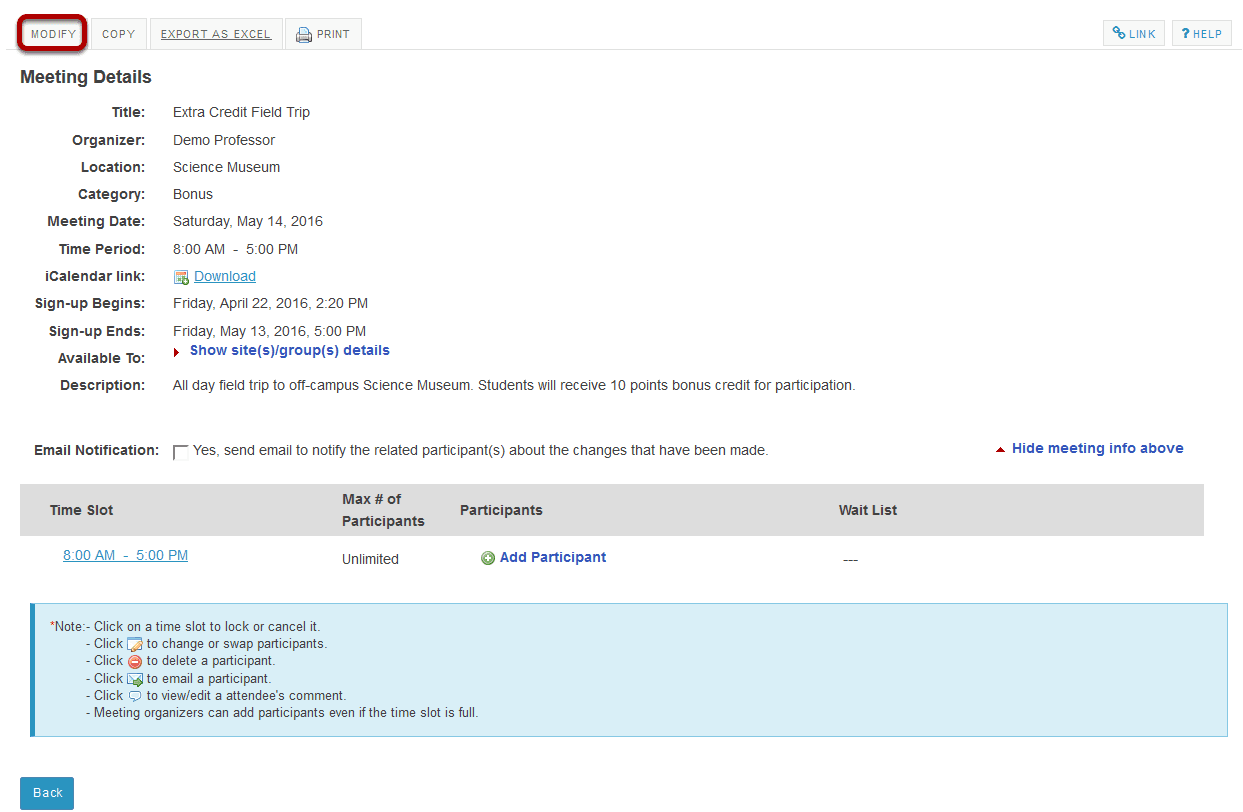 MODIFY COPY EXPORT AS EXCEL PRINT LINK ? HELP
Meeting Details
Title: Extra Credit Field Trip
Organizer: Demo Professor
Location: Science Museum
Category: Bonus
Meeting Date: Saturday, May 14, 2016
Time Period: 8:00 AM - 5:00 PM
iCalendar link: Download
Sign-up Begins: Friday, April 22, 2016, 2:20 PM
Sign-up Ends: Friday, May 13, 2016, 5:00 PM
Available To: Show site(s)/group(s) details
Description: All day field trip to off-campus Science Museum. Students will receive 10 points bonus credit for participation.
Email Notification: Yes, send email to notify the related participant(s) about the changes that have been made. Hide meeting info above
Time Slot Max # of Participants Participants Wait List
8:00 AM - 5:00 PM Unlimited Add Participant ---
*Note:- Click on a time slot to lock or cancel it.
- Click to change or swap participants.
- Click to delete a participant.
- Click to email a participant.
- Click to view/edit a attendee's comment.
- Meeting organizers can add participants even if the time slot is full.
Back